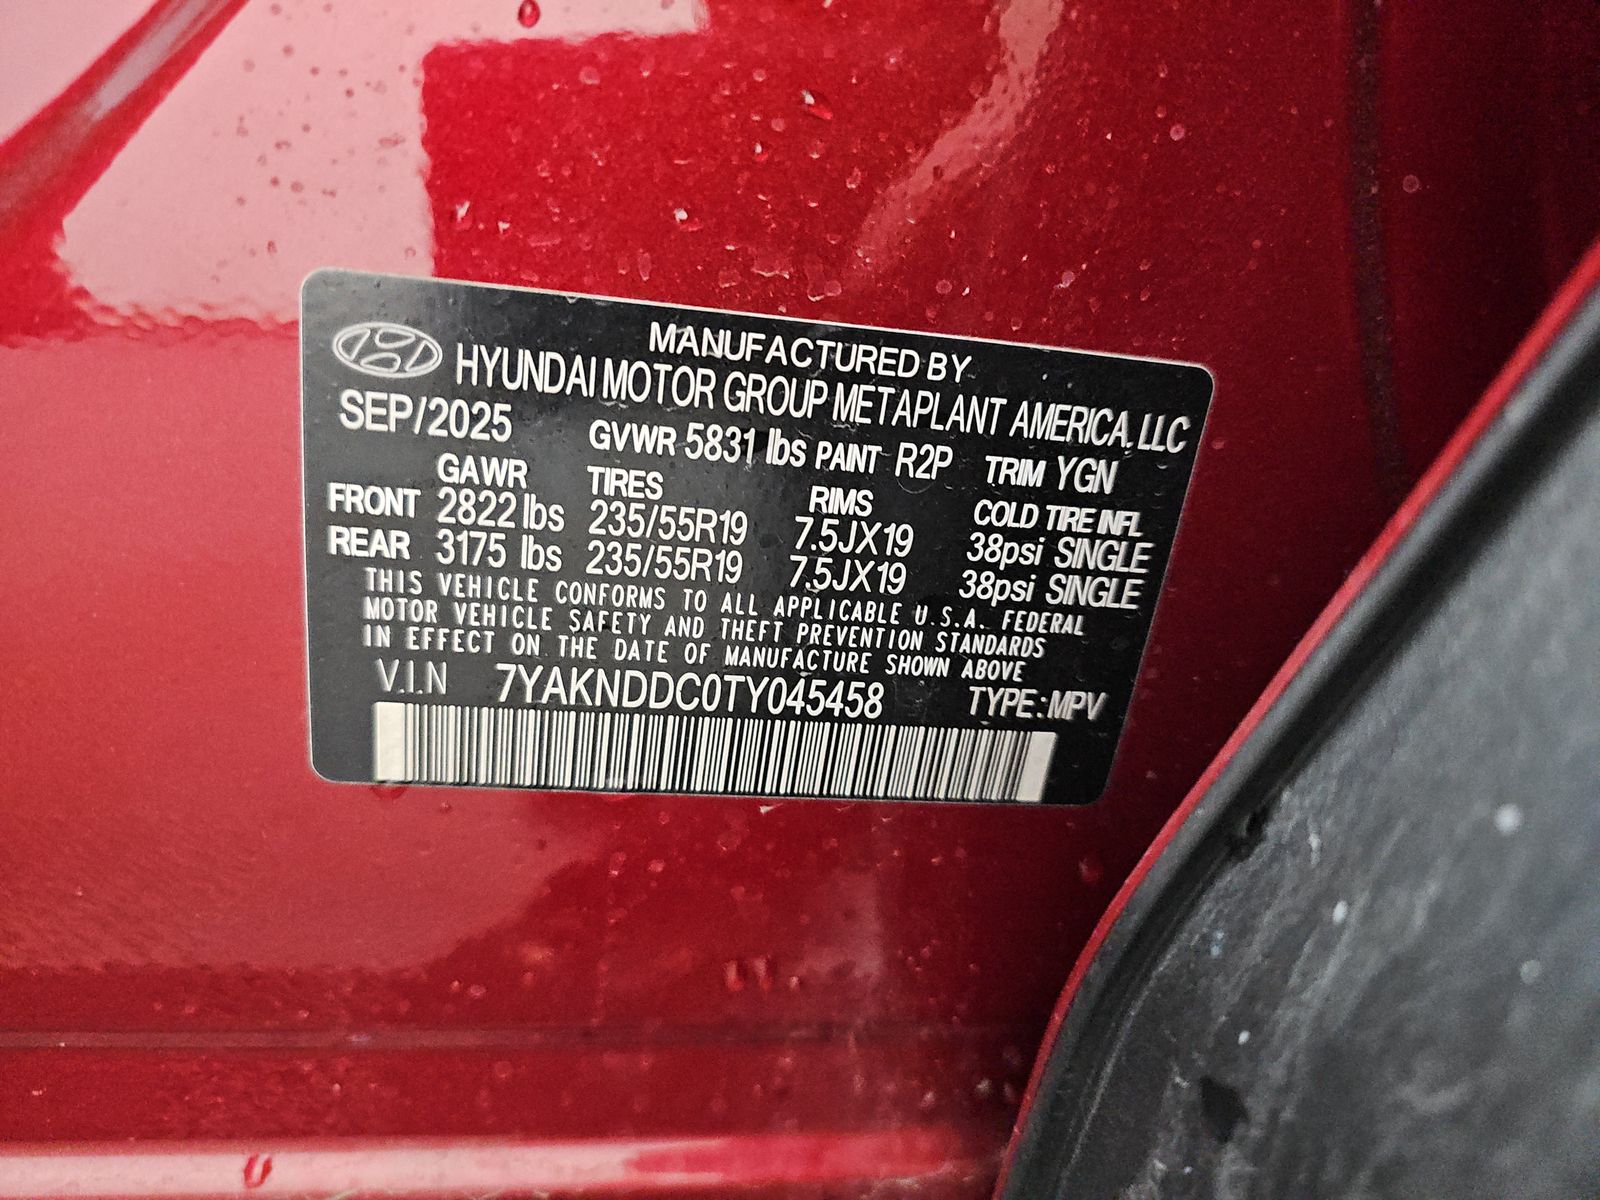 MANUFACTURED BY
HYUNDAI MOTOR GROUP METAPLANT AMERICA, LLC
SEP/2025 GVWR 5831 lbs PAINT R2P TRIM YGN
GAWR TIRES RIMS COLD TIRE INFL
FRONT 2822 lbs 235/55R19 7.5JX19 38psi SINGLE
REAR 3175 lbs 235/55R19 7.5JX19 38psi SINGLE
THIS VEHICLE CONFORMS TO ALL APPLICABLE U.S.A. FEDERAL
MOTOR VEHICLE SAFETY AND THEFT PREVENTION STANDARDS
IN EFFECT ON THE DATE OF MANUFACTURE SHOWN ABOVE
V.I.N 7YAKNDDC0TY045458 TYPE:MPV